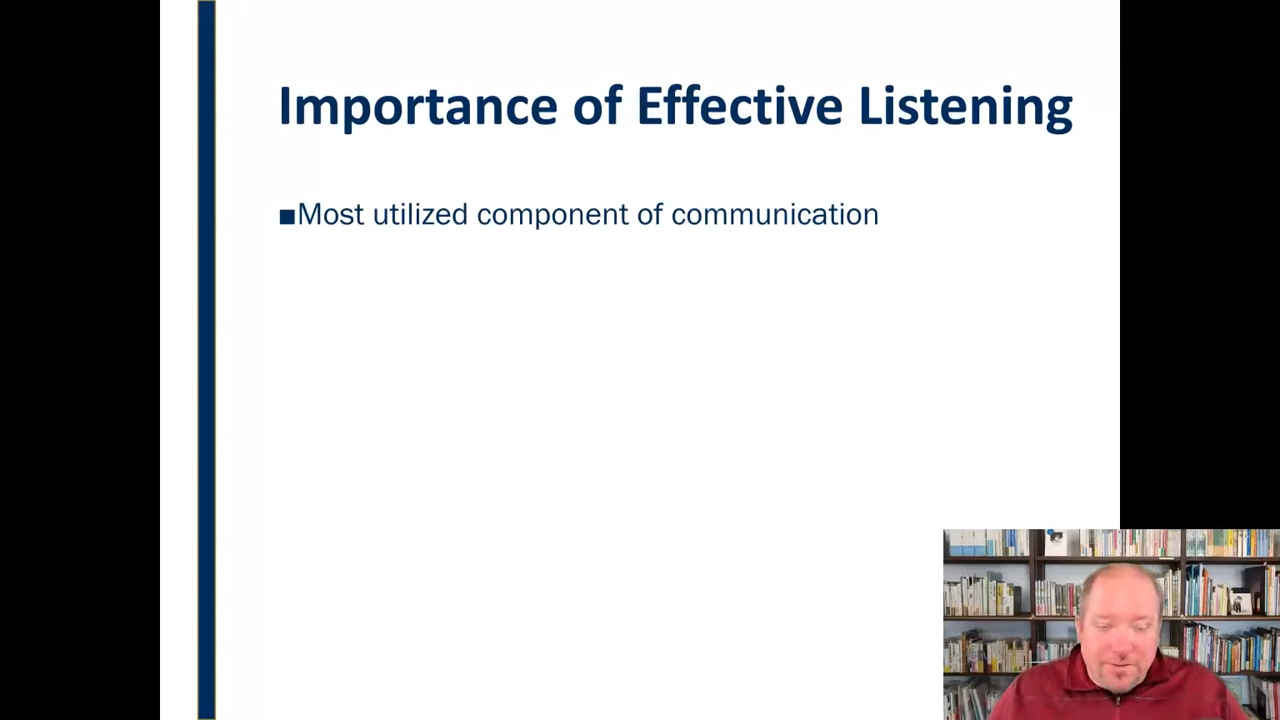 Importance of Effective Listening
■Most utilized component of communication